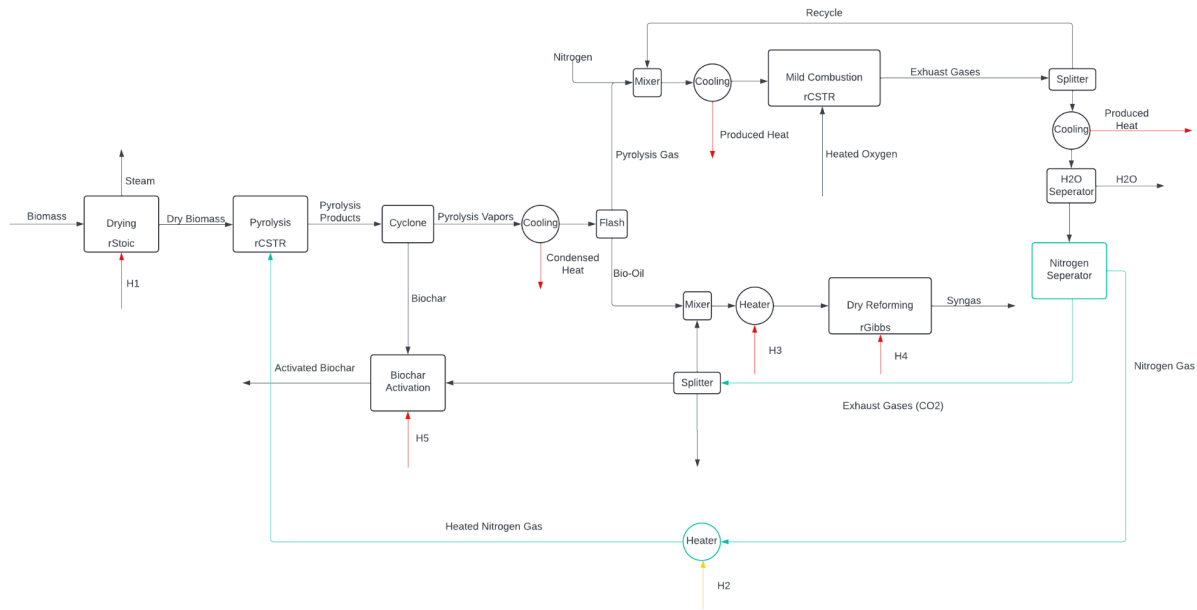 Recycle
Nitrogen
Mixer
Cooling
Mild Combustion
rCSTR
Exhuast Gases
Splitter
Produced Heat
Heated Oxygen
Cooling
Produced
Heat
Pyrolysis Gas
H2O
Seperator
H2O
Steam
Biomass
Drying
rStoic
Dry Biomass
Pyrolysis
rCSTR
Pyrolysis
Products
Cyclone
Pyrolysis Vapors
Cooling
Flash
Condensed
Heat
H1
Bio-Oil
Nitrogen
Seperator
Biochar
Mixer
Heater
Dry Reforming
rGibbs
Syngas
H3
H4
Nitrogen Gas
Activated Biochar
Biochar
Activation
Splitter
Exhaust Gases (CO2)
H5
Heated Nitrogen Gas
Heater
H2